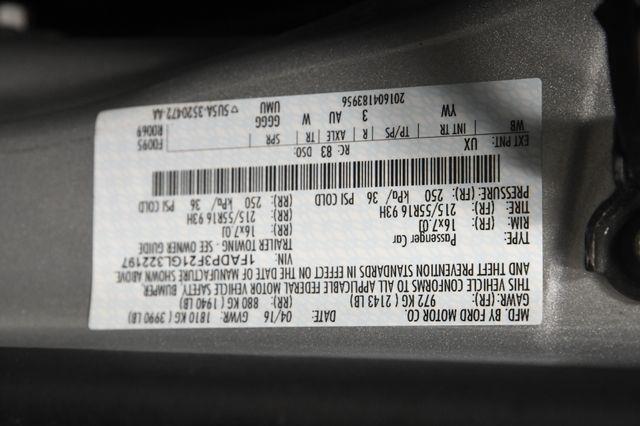 MFD. BY FORD MOTOR CO.
DATE: 04/16 GVWR: 1810 KG ( 3990 LB)
GAWR: (FR): 972 KG ( 2143 LB) (RR): 880 KG ( 1940 LB)
THIS VEHICLE CONFORMS TO ALL APPLICABLE FEDERAL MOTOR VEHICLE SAFETY, BUMPER,
AND THEFT PREVENTION STANDARDS IN EFFECT ON THE DATE OF MANUFACTURE SHOWN ABOVE.
VIN: 1FADP3F21GL322197
TYPE: Passenger Car TRAILER TOWING - SEE OWNER GUIDE
RIM: (FR): 16x7.0J (RR): 16x7.0J
TIRE: (FR): 215/55R16 93H (RR): 215/55R16 93H
PRESSURE: (FR): 250 kPa/ 36 PSI COLD (RR): 250 kPa/ 36 PSI COLD
EXT PNT: UX RC: 83 DSO: F0095
WB INT TR TP/PS R AXLE TR SPR R0069
YW 3 AU W GGGG
UMU ▽SUSA-3520472-AA
201604183956